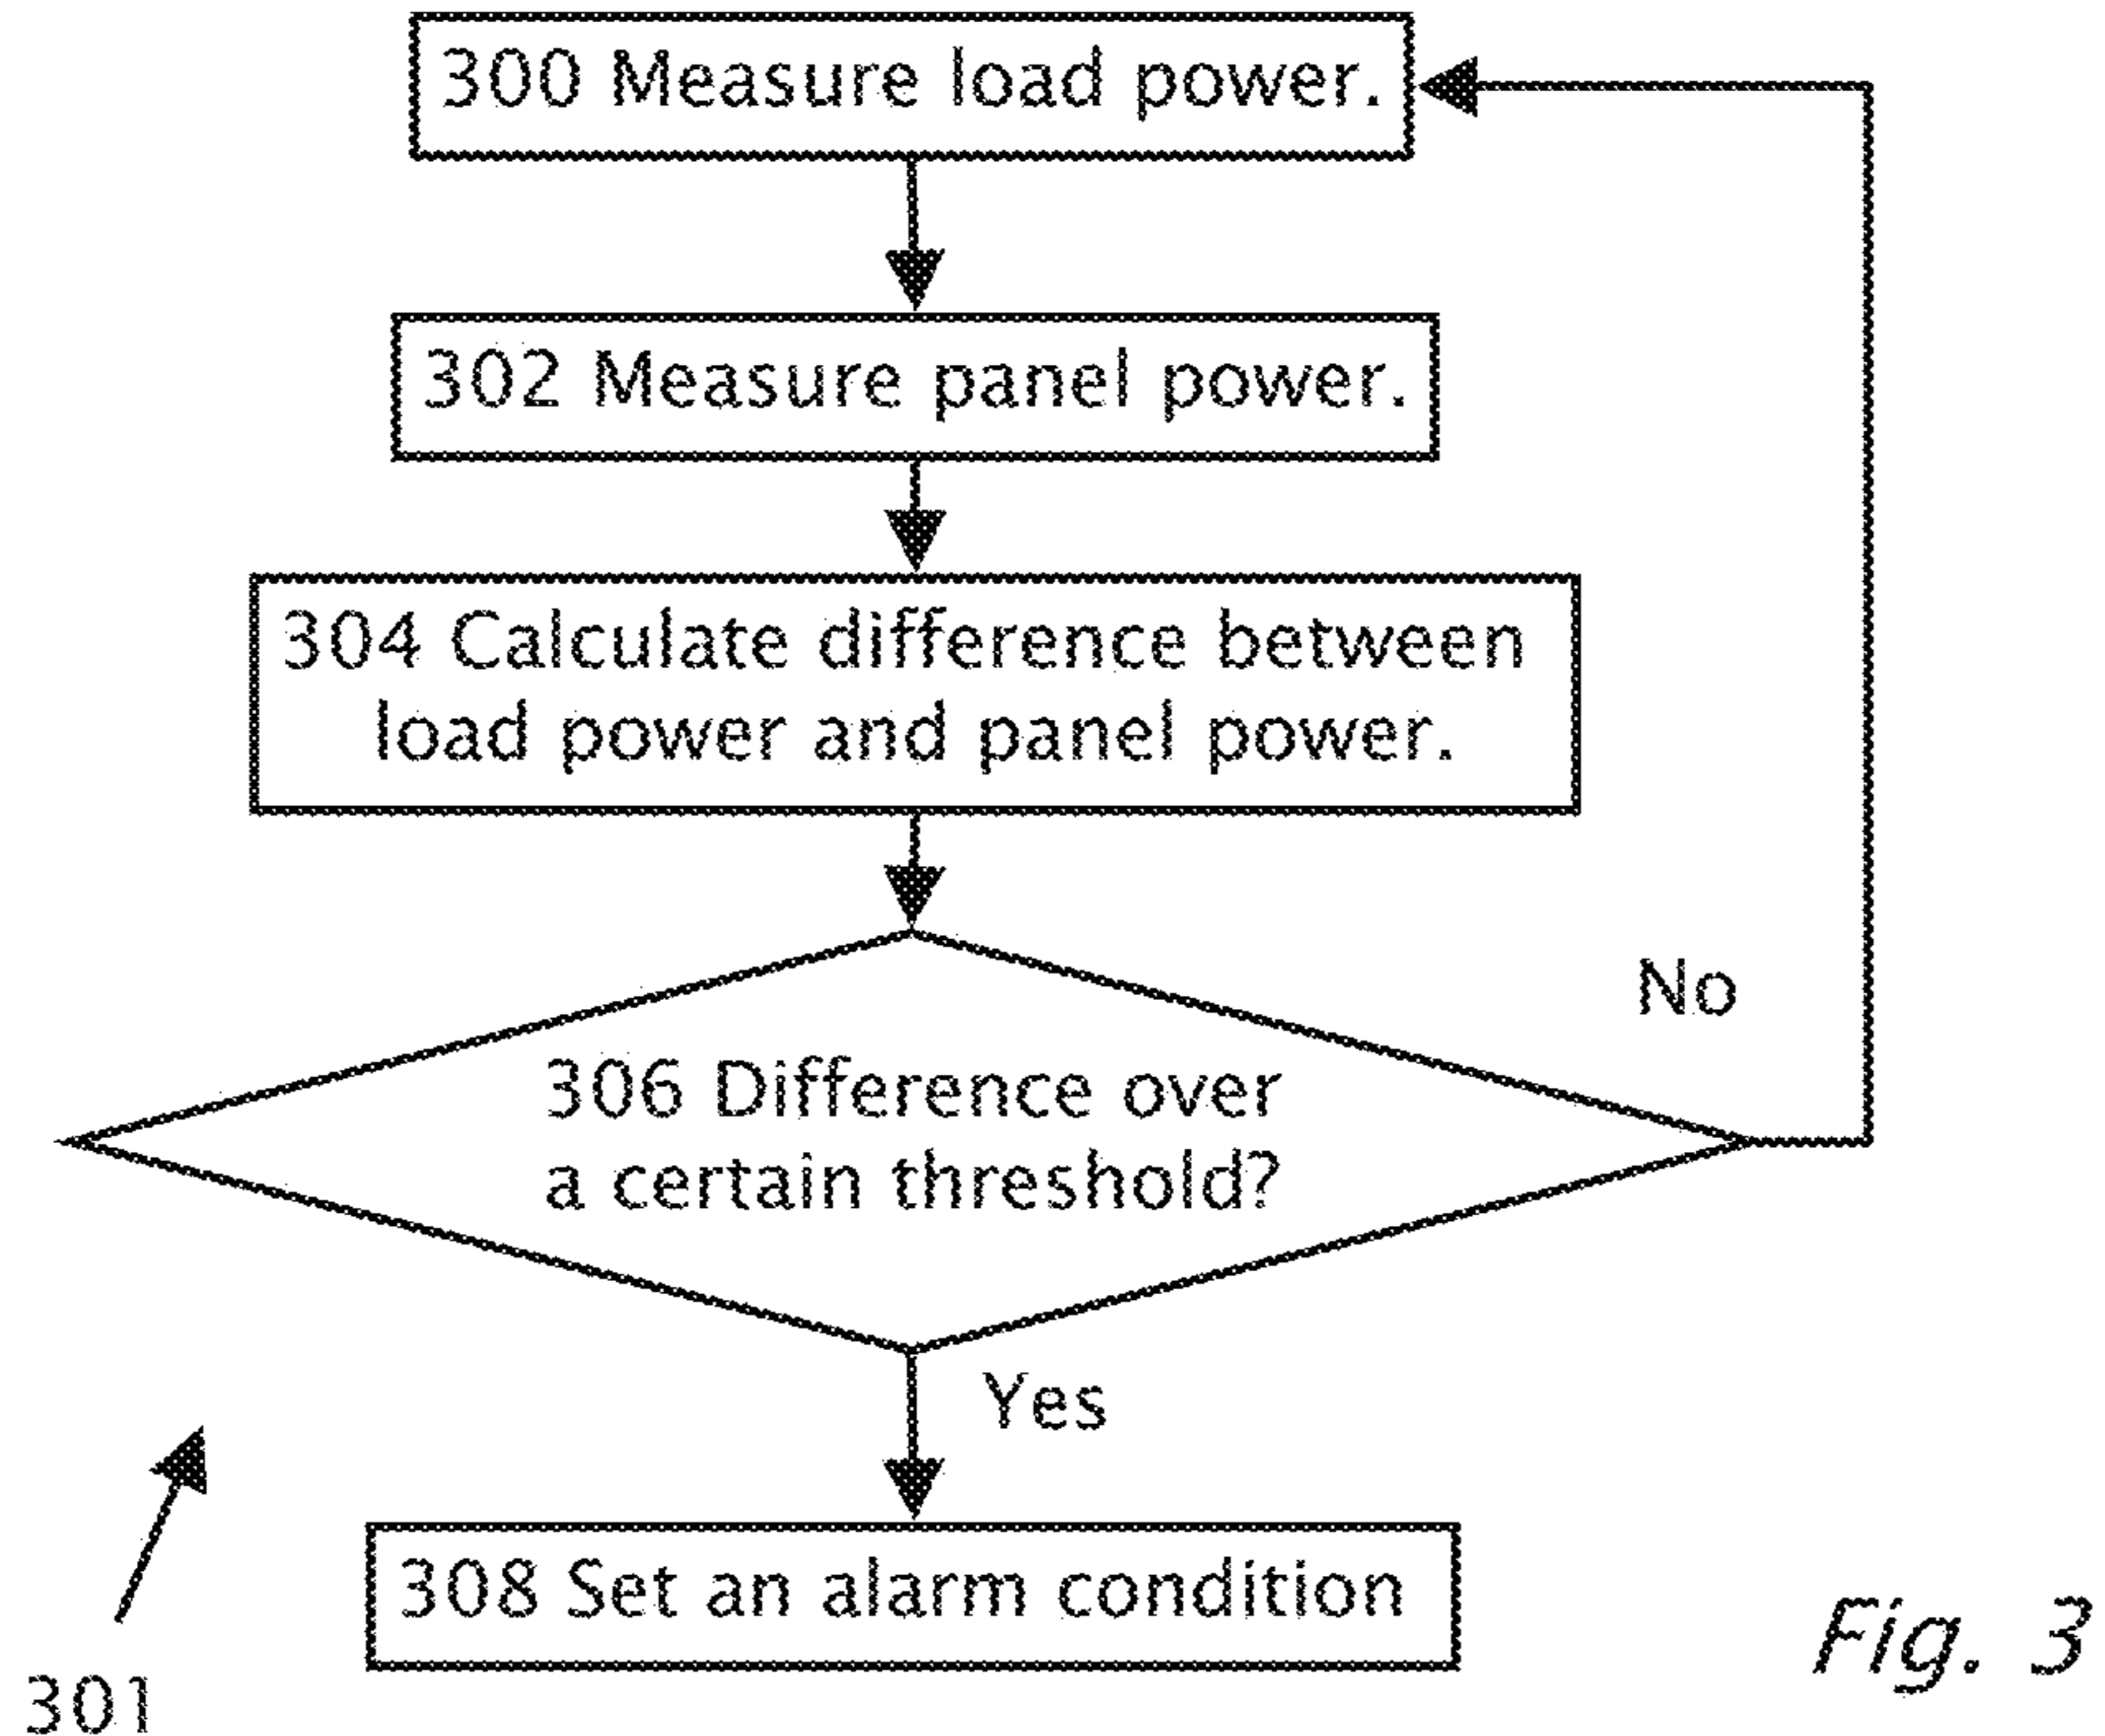 300 Measure load power.
302 Measure panel power.
304 Calculate difference between
load power and panel power.
No
306 Difference over
a certain threshold?
Yes
308 Set an alarm condition
301
Fig. 3